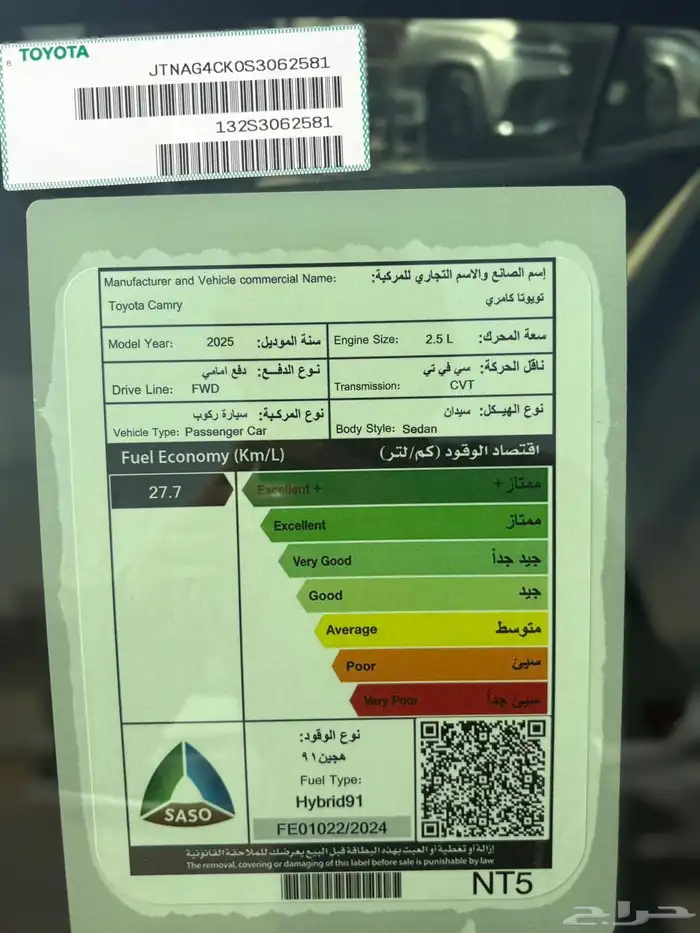 8 TOYOTA
JTNAG4CK0S3062581
132S3062581
Manufacturer and Vehicle commercial Name: إسم الصانع والاسم التجاري للمركبة:
Toyota Camry تويوتا كامري
Model Year: 2025 سنة الموديل: Engine Size: 2.5 L سعة المحرك:
نوع الدفع: دفع امامي ناقل الحركة: سي في تي
Drive Line: FWD Transmission: CVT
نوع المركبة: سيارة ركوب نوع الهيكل: سيدان
Vehicle Type: Passenger Car Body Style: Sedan
Fuel Economy (Km/L) اقتصاد الوقود (كم/لتر)
27.7 Excellent + ممتاز +
Excellent ممتاز
Very Good جيد جداً
Good جيد
Average متوسط
Poor سيئ
Very Poor سيئ جداً
نوع الوقود:
هجين ٩١
Fuel Type:
Hybrid91
SASO
FE01022/2024
إزالة أو تغطية أو العبث بهذه البطاقة قبل البيع يعرضك للملاحقة القانونية
The removal, covering or damaging of this label before sale is punishable by law
NT5
حراج